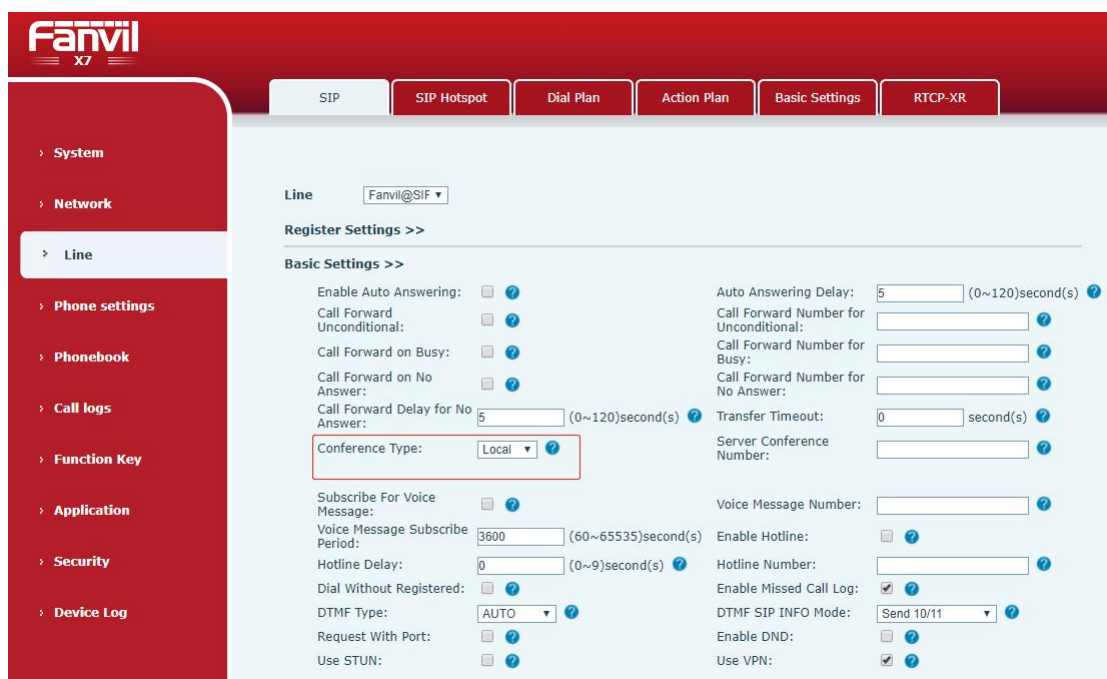 Fanvil
X7
SIP
SIP Hotspot
Dial Plan
Action Plan
Basic Settings
RTCP-XR
› System
› Network
› Line
› Phone settings
› Phonebook
› Call logs
› Function Key
› Application
› Security
› Device Log
Line Fanvil@SIF
Register Settings >>
Basic Settings >>
Enable Auto Answering:
Auto Answering Delay: 5 (0~120)second(s)
Call Forward
Unconditional:
Call Forward Number for
Unconditional:
Call Forward on Busy:
Call Forward Number for
Busy:
Call Forward on No
Answer:
Call Forward Number for
No Answer:
Call Forward Delay for No
Answer: 5 (0~120)second(s)
Transfer Timeout: 0 second(s)
Conference Type: Local
Server Conference
Number:
Subscribe For Voice
Message:
Voice Message Number:
Voice Message Subscribe
Period: 3600 (60~65535)second(s)
Enable Hotline:
Hotline Delay: 0 (0~9)second(s)
Hotline Number:
Dial Without Registered:
Enable Missed Call Log:
DTMF Type: AUTO
DTMF SIP INFO Mode: Send 10/11
Request With Port:
Enable DND:
Use STUN:
Use VPN: